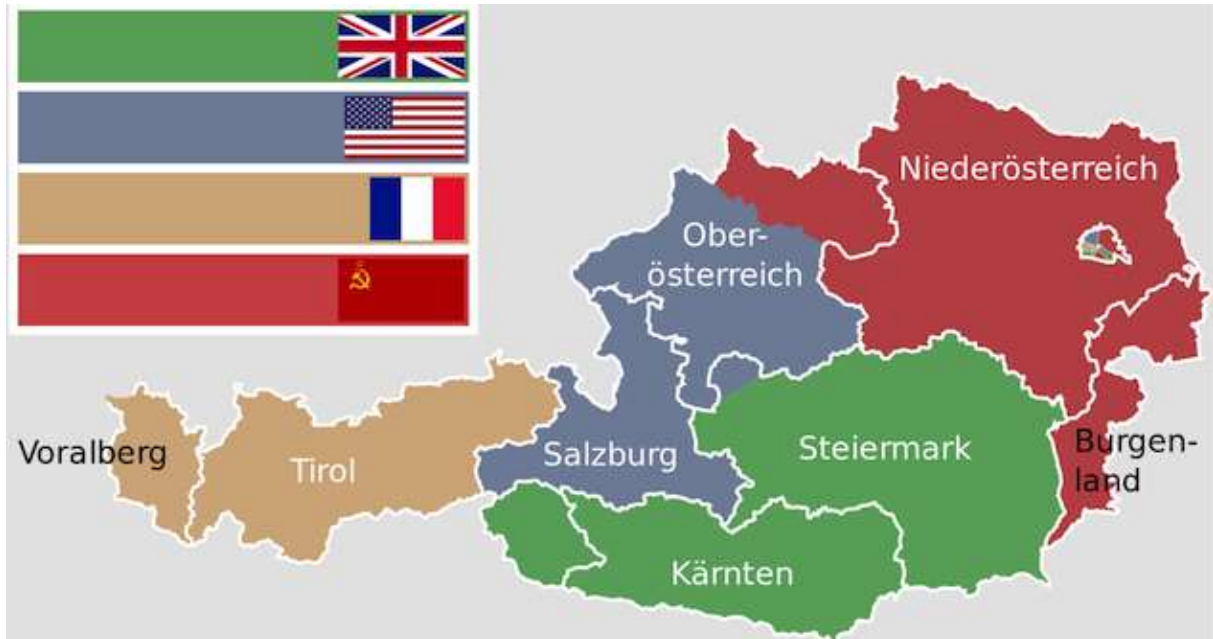 Niederösterreich
Ober-
österreich
Voralberg
Tirol
Salzburg
Steiermark
Burgen-
land
Kärnten